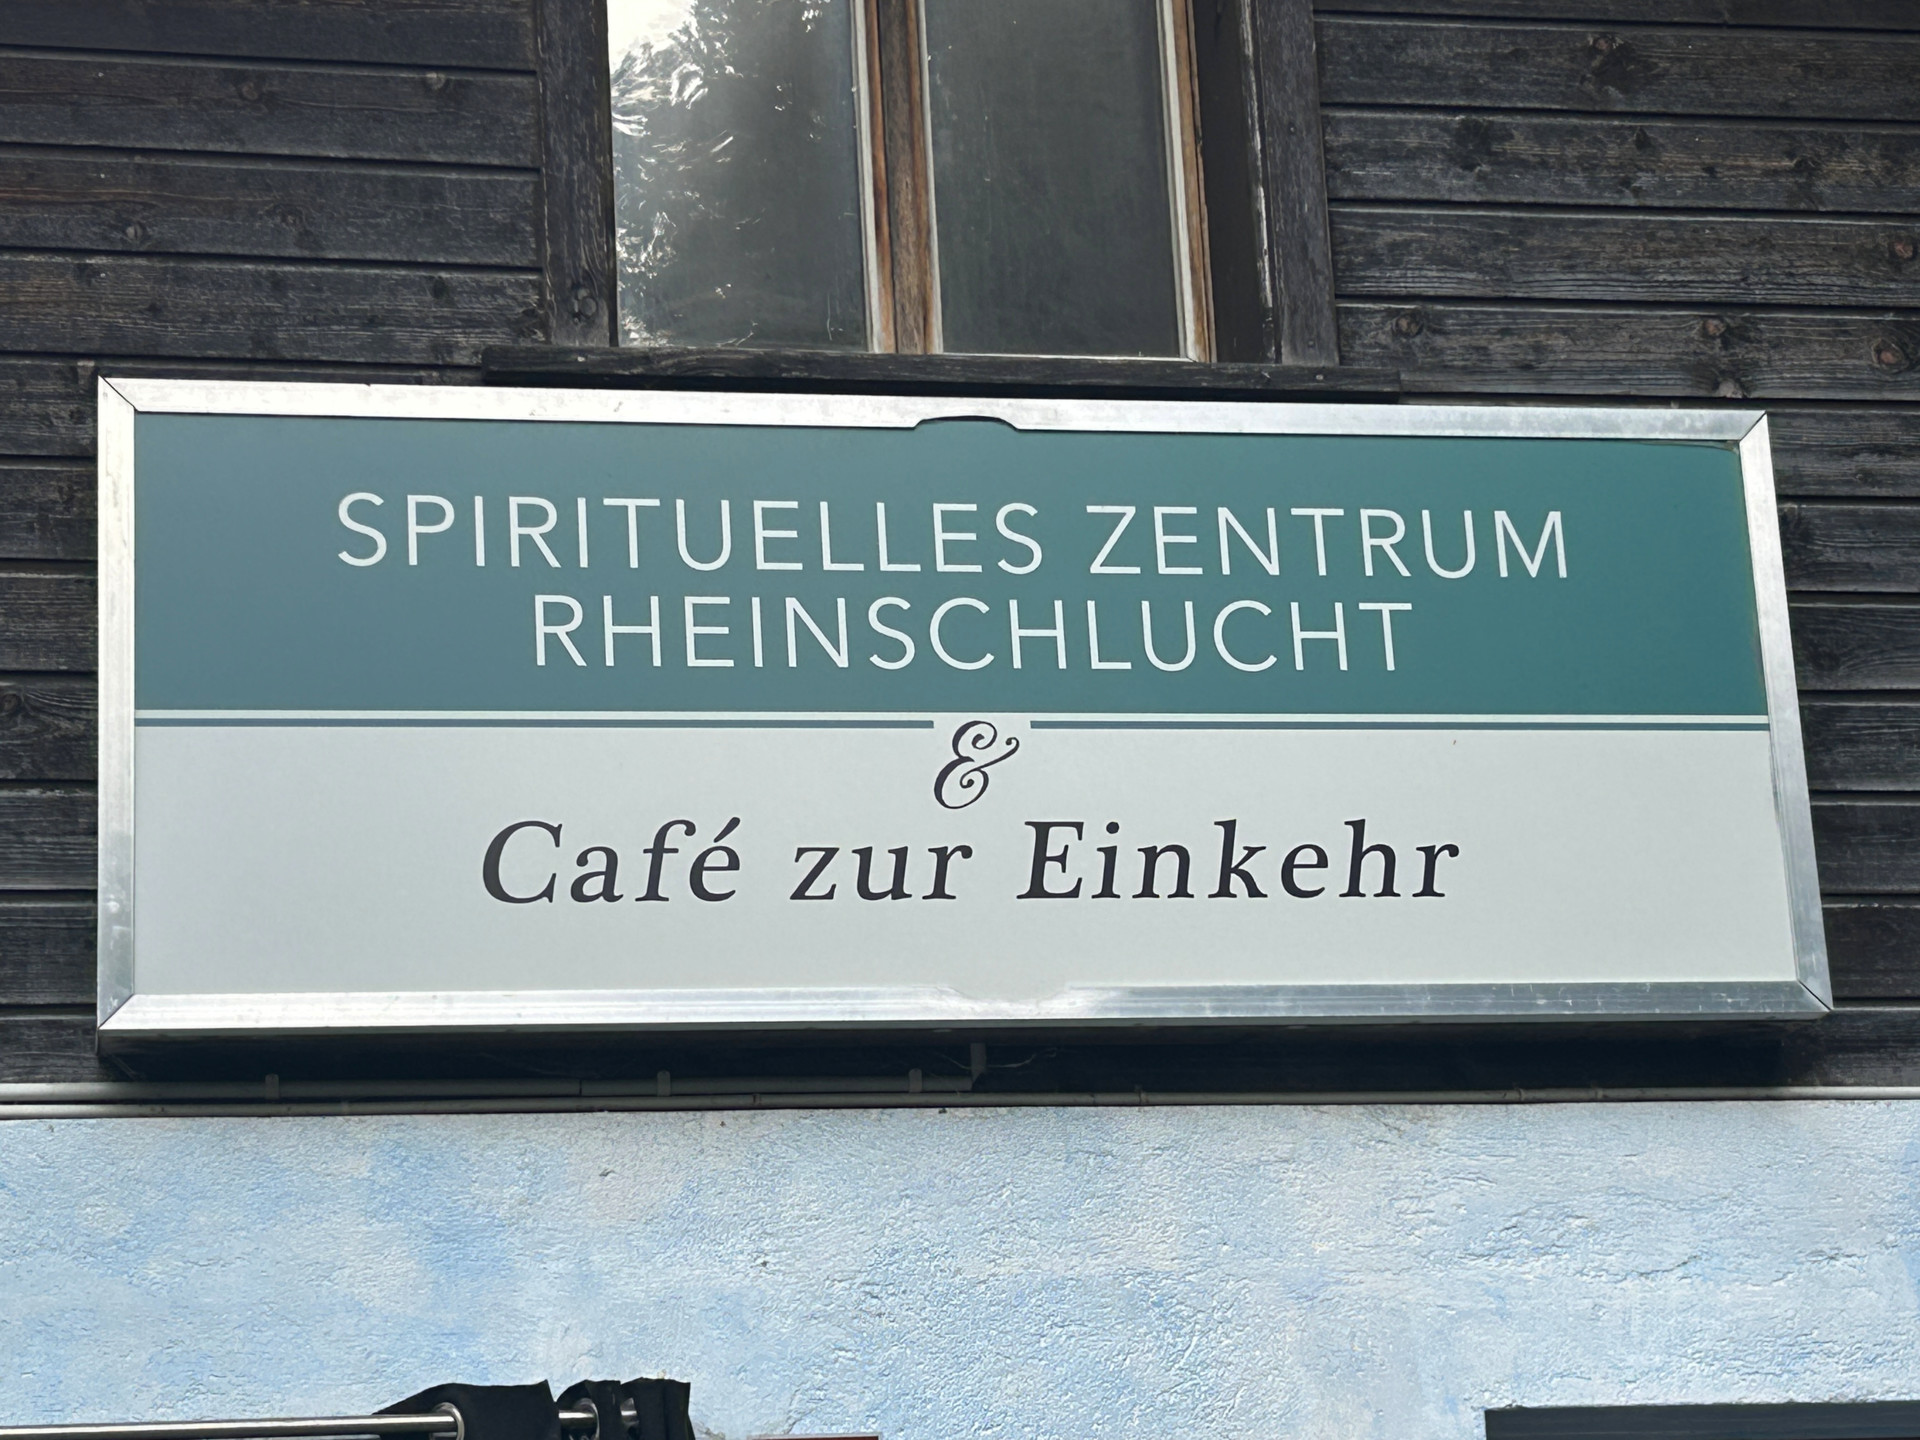 SPIRITUELLES ZENTRUM
RHEINSCHLUCHT
&
Café zur Einkehr